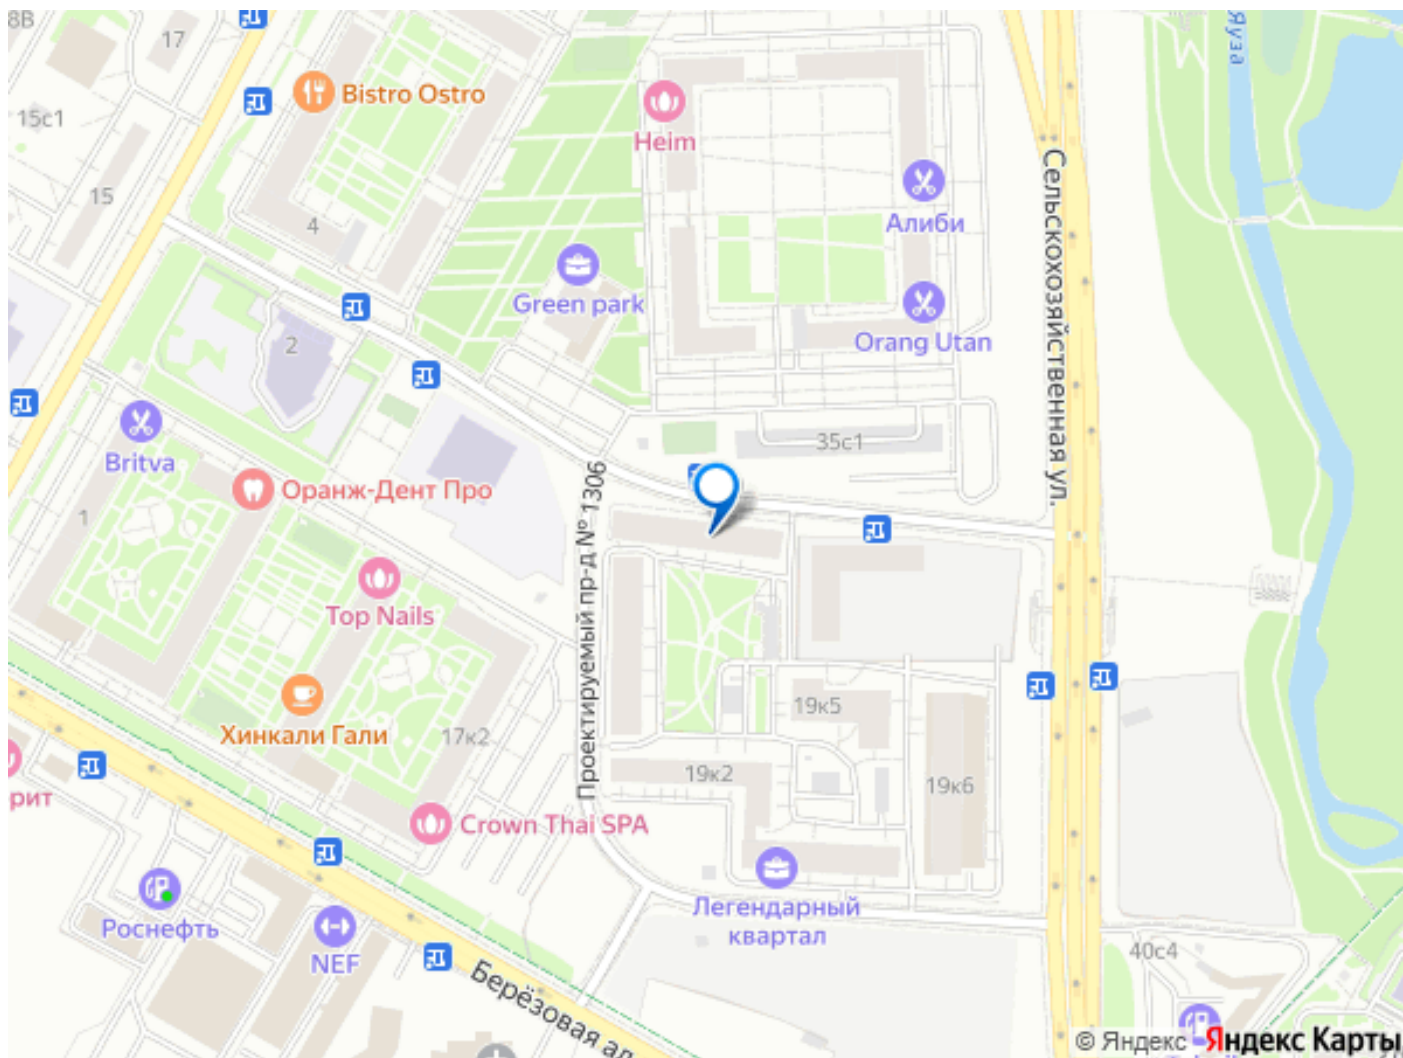 8В
17
Яуза
Bistro Ostro
15с1
Heim
15
Алиби
4
Сельскохозяйственная ул.
Green park
2
Orang Utan
Britva
35с1
Оранж-Дент Про
Проектируемый пр-д № 1306
1
Top Nails
Хинкали Гали
17к2
19к5
19к2
19к6
рит
Crown Thai SPA
Роснефть
Легендарный
квартал
NEF
Берёзовая ал
40с4
© Яндекс Яндекс Карты